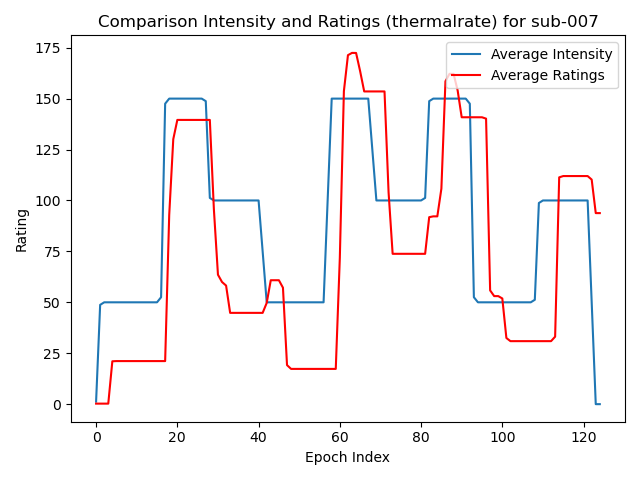 Comparison Intensity and Ratings (thermalrate) for sub-007
Average Intensity
Average Ratings
175
150
125
100
75
50
25
0
Rating
0 20 40 60 80 100 120
Epoch Index